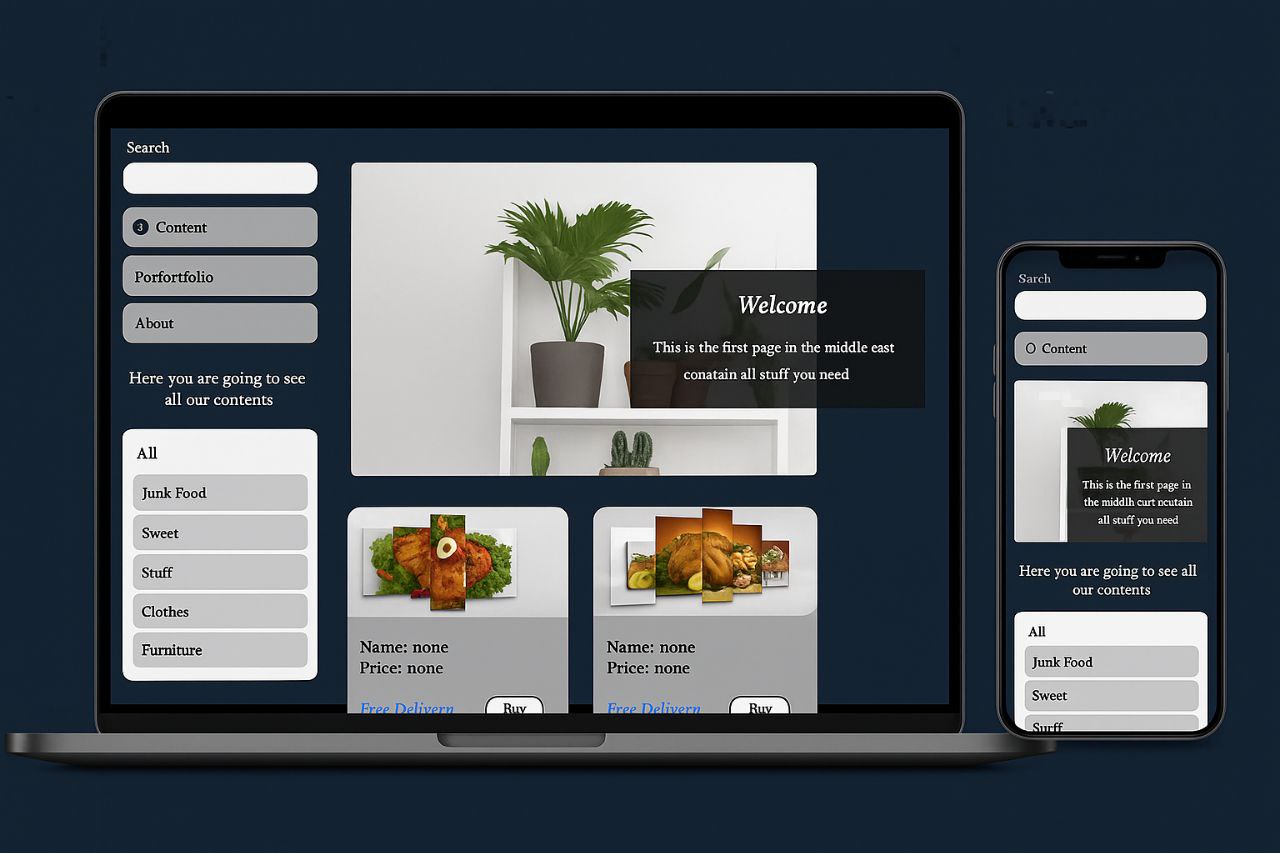 Search
3 Content
Porfortfolio
About
Here you are going to see
all our contents
All
Junk Food
Sweet
Stuff
Clothes
Furniture
Welcome
This is the first page in the middle east
conatain all stuff you need
Name: none
Price: none
Free Delivern
Buy
Name: none
Price: none
Free Delivern
Buy
Sarch
Content
Welcome
This is the first page in
the middlh curt ncutain
all stuff you need
Here you are going to see all
our contents
All
Junk Food
Sweet
Surff